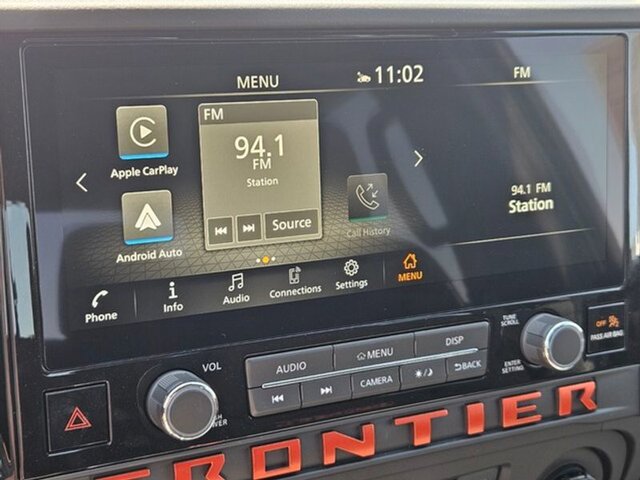 MENU
11:02
FM
Apple CarPlay
Android Auto
FM
94.1
FM
Station
Source
Call History
94.1 FM
Station
Phone
Info
Audio
Connections
Settings
MENU
VOL
AUDIO
MENU
DISP
CAMERA
BACK
TUNE
SCROLL
ENTER
SETTING
OFF
PASS AIR BAG
FRONTIER